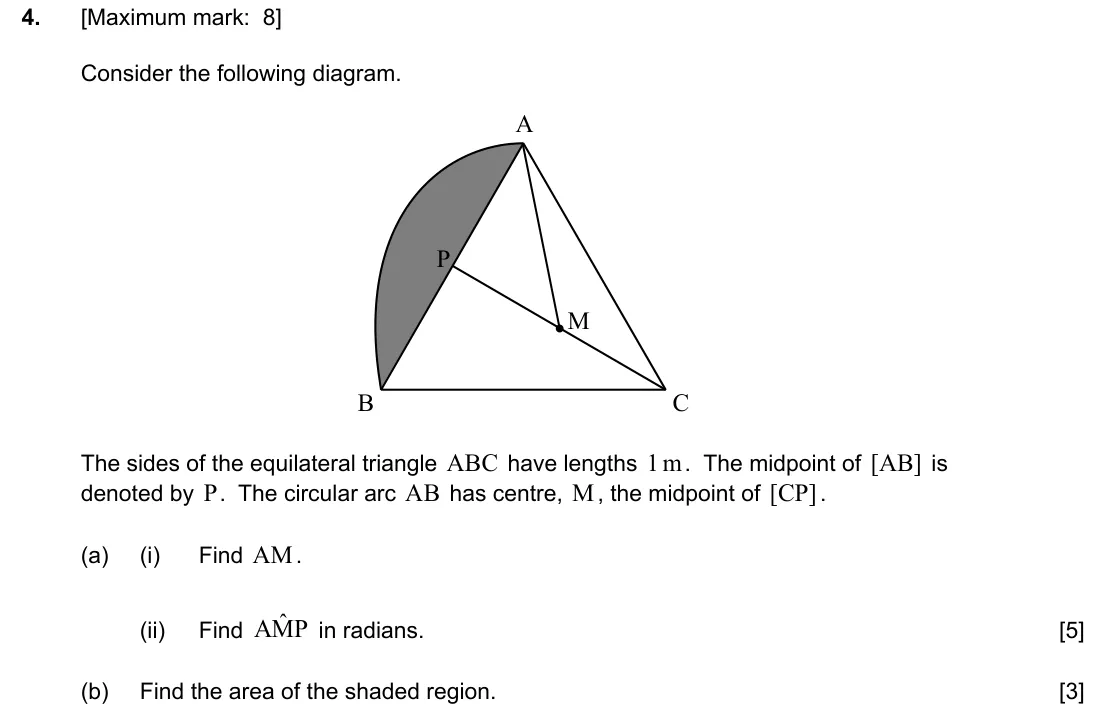 4. [Maximum mark: 8]
Consider the following diagram.
A
P
M
B
C
The sides of the equilateral triangle ABC have lengths 1 m. The midpoint of [AB] is
denoted by P. The circular arc AB has centre, M, the midpoint of [CP].
(a) (i) Find AM.
(ii) Find AM̂P in radians. [5]
(b) Find the area of the shaded region. [3]